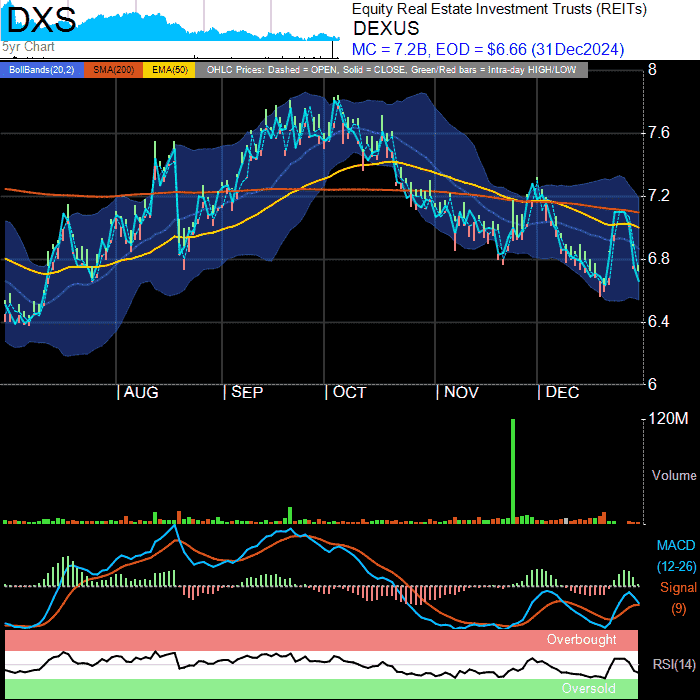 DXS
5yr Chart
Equity Real Estate Investment Trusts (REITs)
DEXUS
MC = 7.2B, EOD = $6.66 (31Dec2024)
BollBands(20,2) SMA(200) EMA(50) OHLC Prices: Dashed = OPEN, Solid = CLOSE, Green/Red bars = Intra-day HIGH/LOW
8
7.6
7.2
6.8
6.4
6
AUG SEP OCT NOV DEC
120M
Volume
MACD
(12-26)
Signal
(9)
Overbought
RSI(14)
Oversold